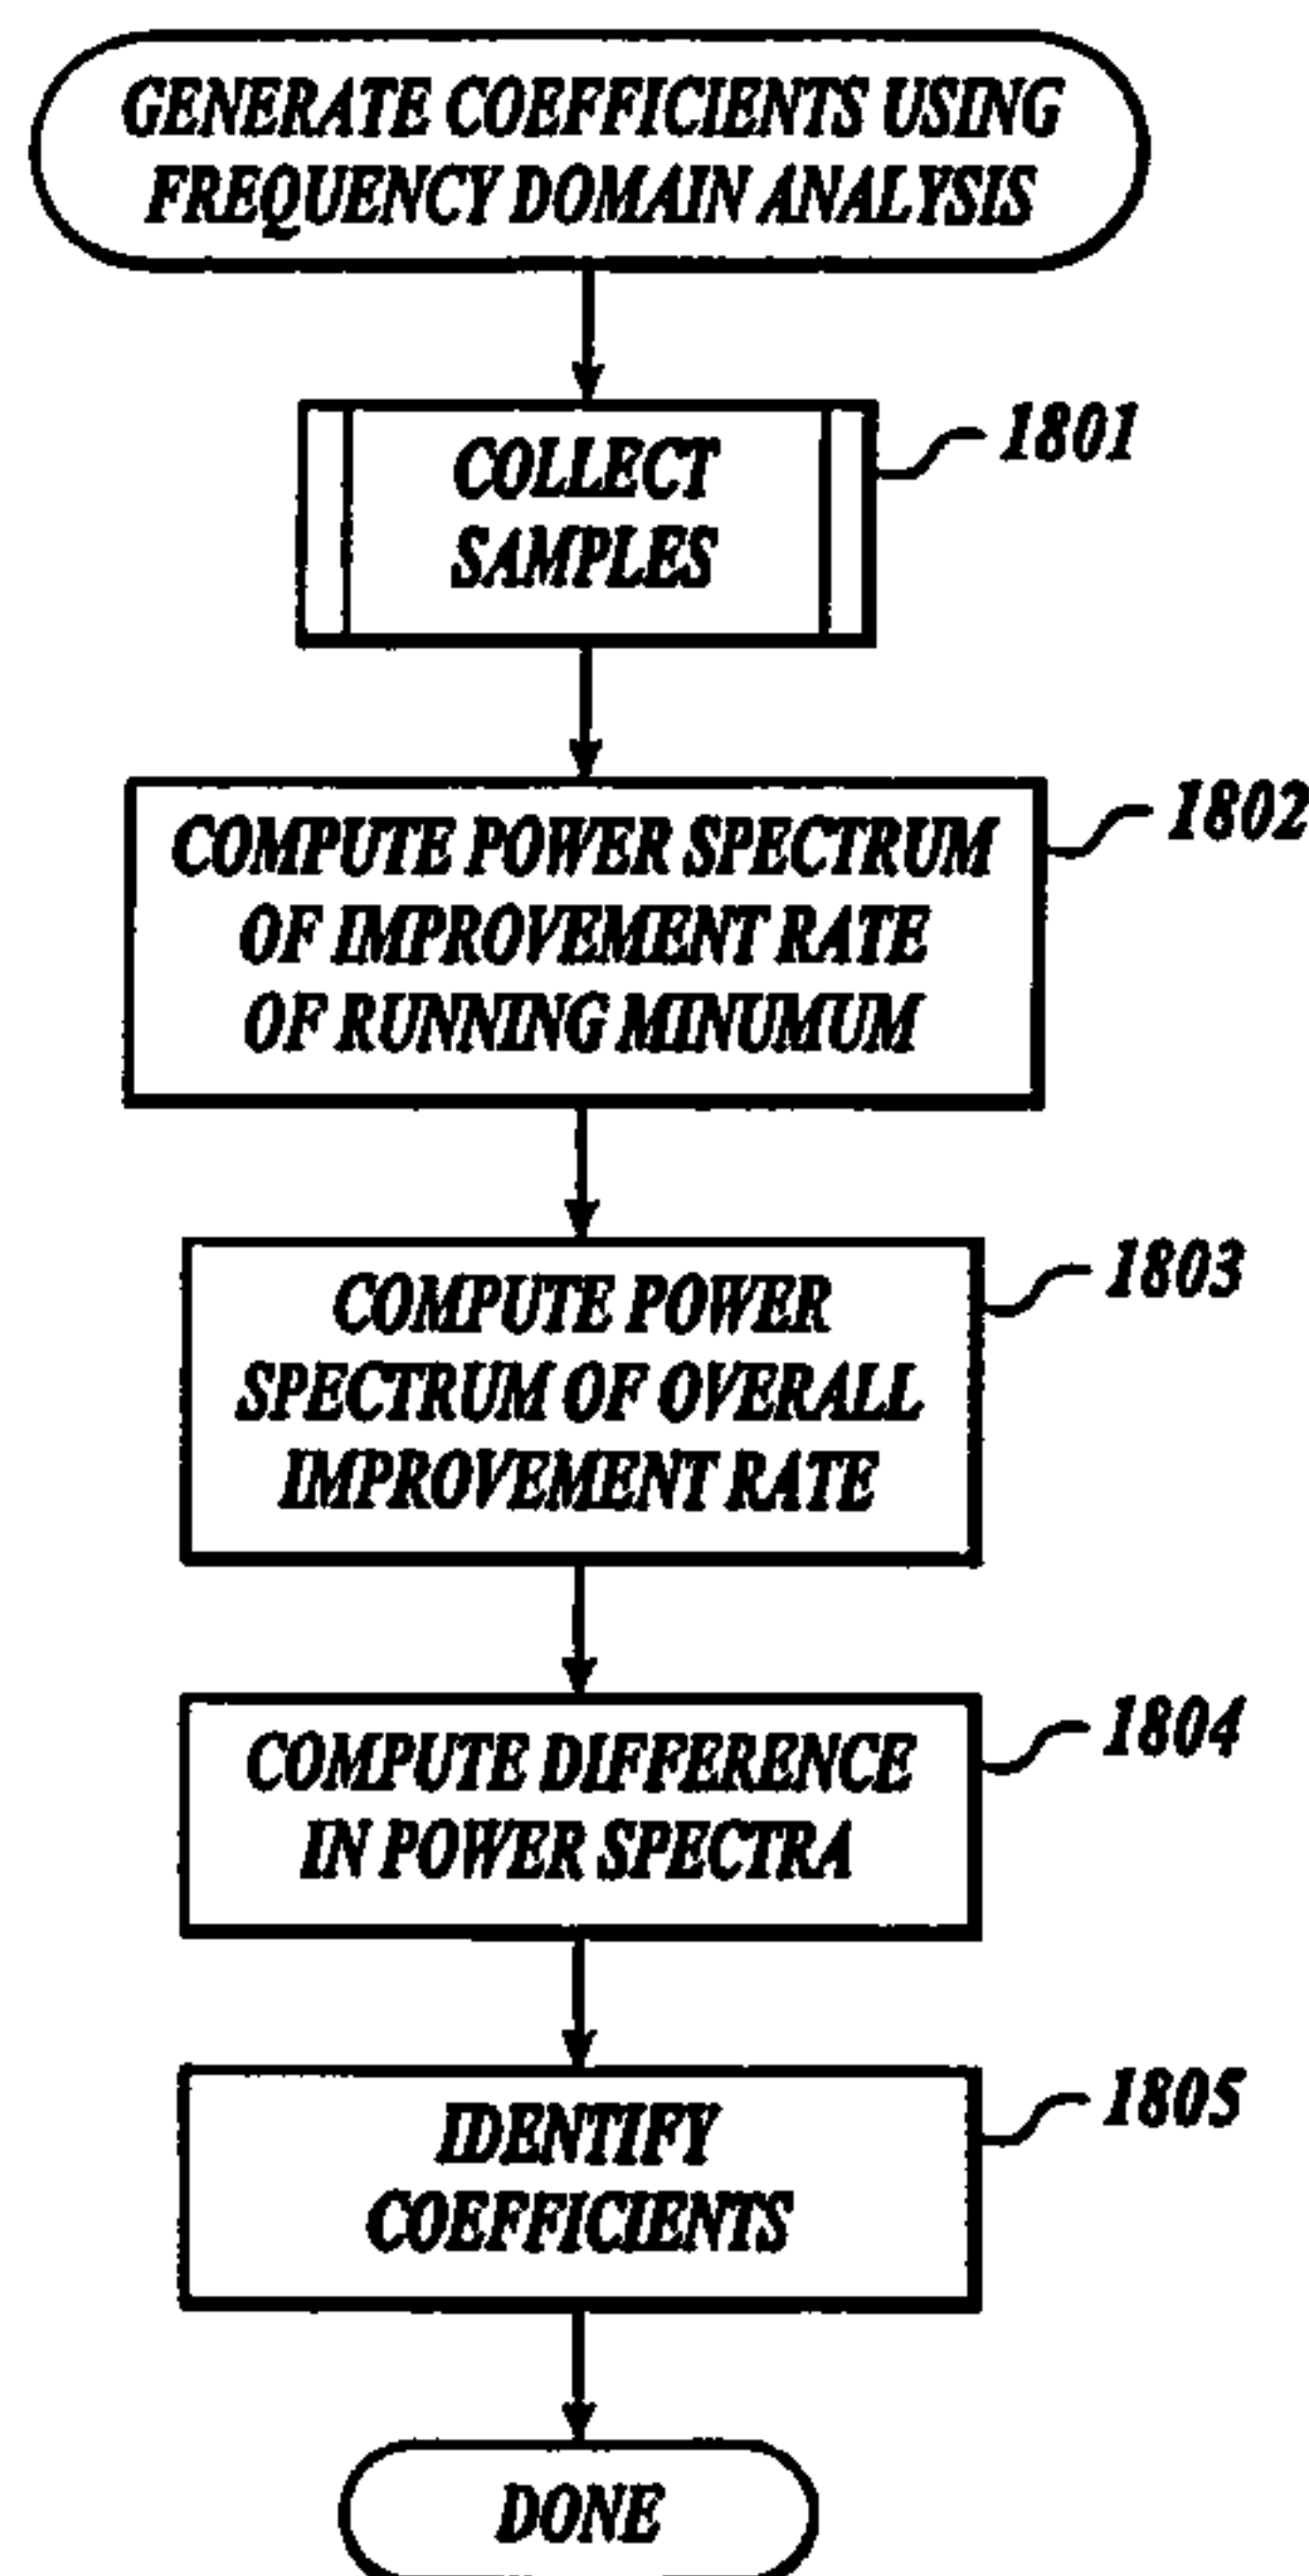 GENERATE COEFFICIENTS USING
FREQUENCY DOMAIN ANALYSIS
COLLECT
SAMPLES
1801
COMPUTE POWER SPECTRUM
OF IMPROVEMENT RATE
OF RUNNING MINUMUM
1802
COMPUTE POWER
SPECTRUM OF OVERALL
IMPROVEMENT RATE
1803
COMPUTE DIFFERENCE
IN POWER SPECTRA
1804
IDENTIFY
COEFFICIENTS
1805
DONE